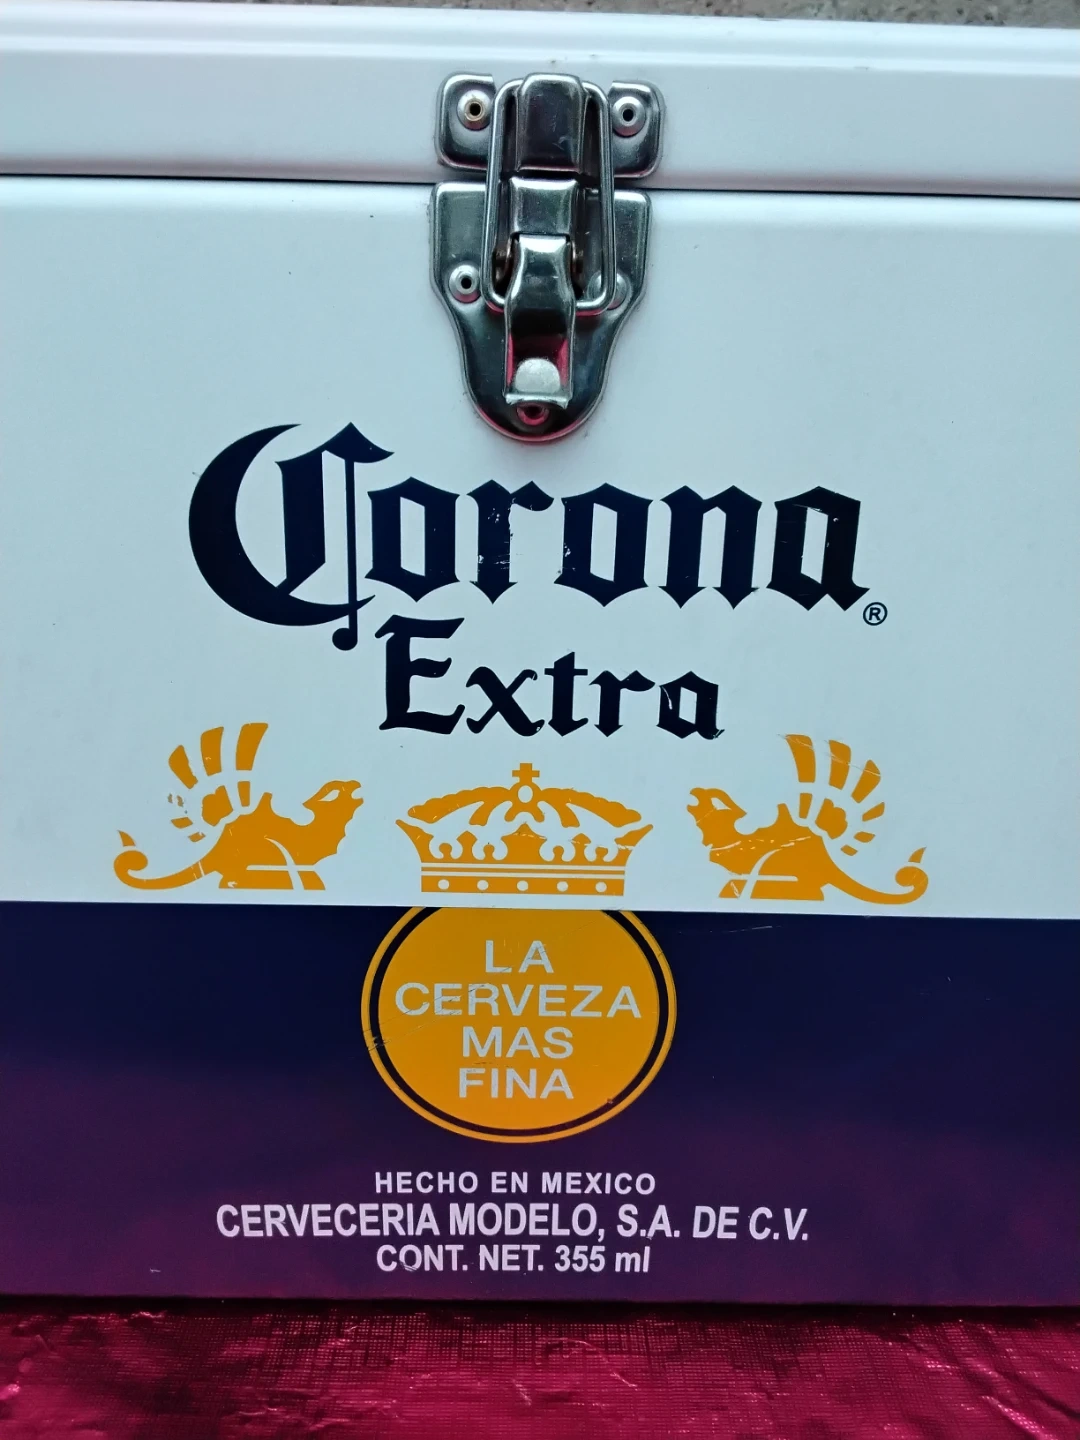 Corona
®
Extra
LA
CERVEZA
MAS
FINA
HECHO EN MEXICO
CERVECERIA MODELO, S.A. DE C.V.
CONT. NET. 355 ml